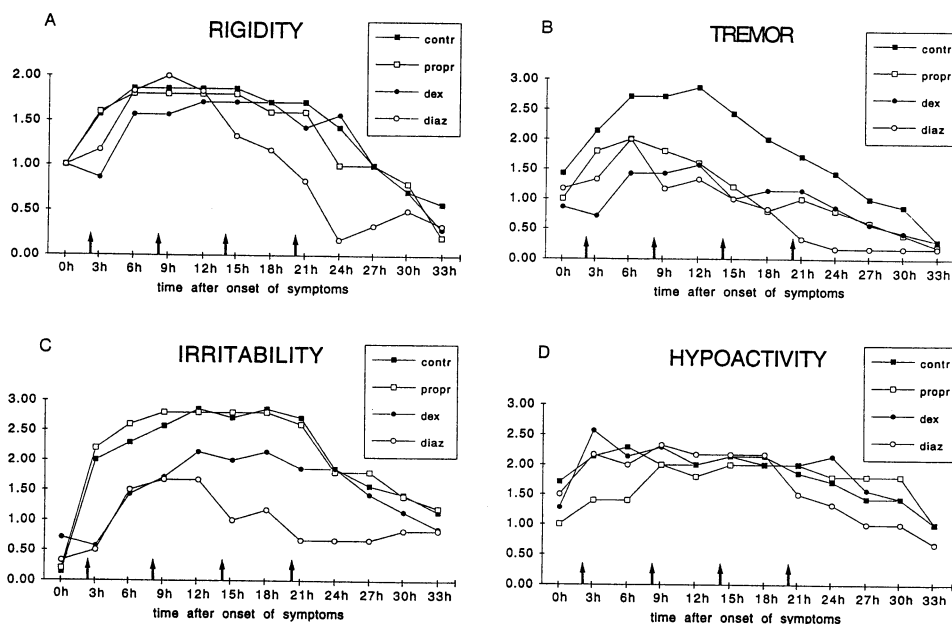 A
RIGIDITY
contr
propr
dex
diaz
2.00
1.50
1.00
0.50
0.00
0h 3h 6h 9h 12h 15h 18h 21h 24h 27h 30h 33h
time after onset of symptoms
B
TREMOR
contr
propr
dex
diaz
3.00
2.50
2.00
1.50
1.00
0.50
0.00
0h 3h 6h 9h 12h 15h 18h 21h 24h 27h 30h 33h
time after onset of symptoms
C
IRRITABILITY
contr
propr
dex
diaz
3.00
2.50
2.00
1.50
1.00
0.50
0.00
0h 3h 6h 9h 12h 15h 18h 21h 24h 27h 30h 33h
time after onset of symptoms
D
HYPOACTIVITY
contr
propr
dex
diaz
3.00
2.50
2.00
1.50
1.00
0.50
0.00
0h 3h 6h 9h 12h 15h 18h 21h 24h 27h 30h 33h
time after onset of symptoms